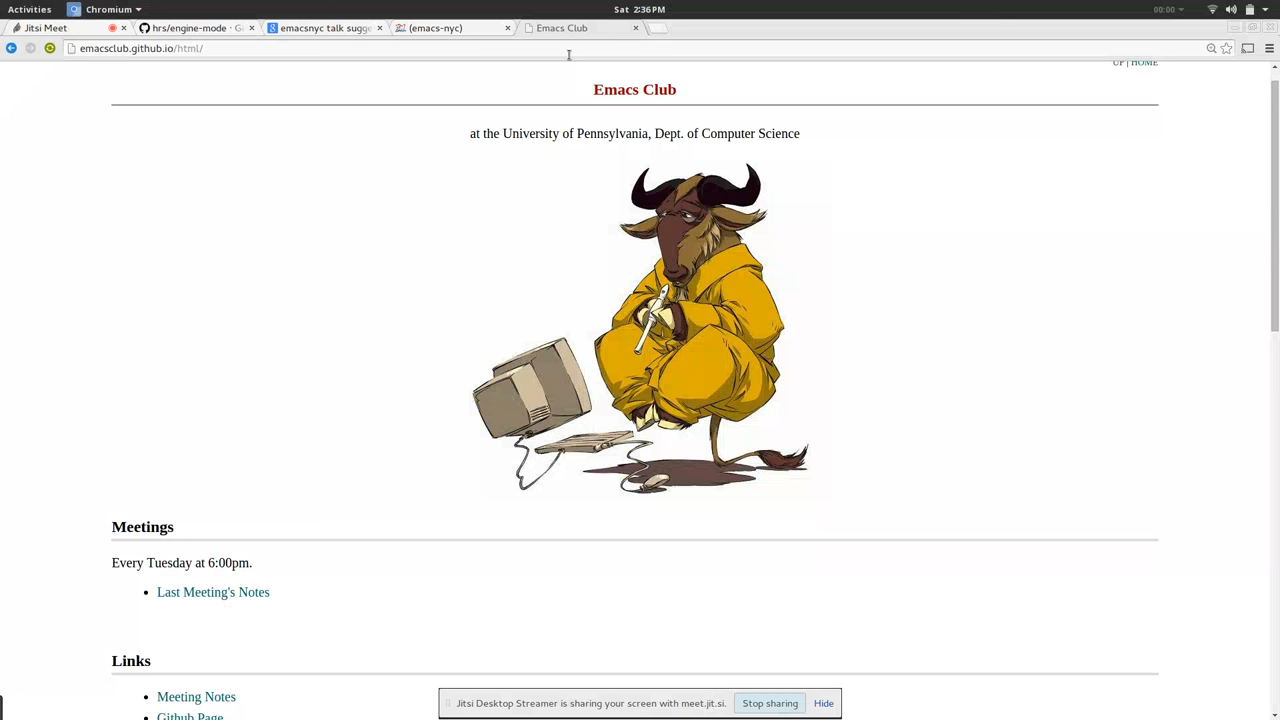 Activities Chromium Sat 2:36PM 00:00
Jitsi Meet hrs/engine-mode · G emacsnyc talk sugge (emacs-nyc) Emacs Club
emacsclub.github.io/html/
UP | HOME
Emacs Club
at the University of Pennsylvania, Dept. of Computer Science
Meetings
Every Tuesday at 6:00pm.
Last Meeting's Notes
Links
Meeting Notes
Github Page
Jitsi Desktop Streamer is sharing your screen with meet.jit.si. Stop sharing Hide